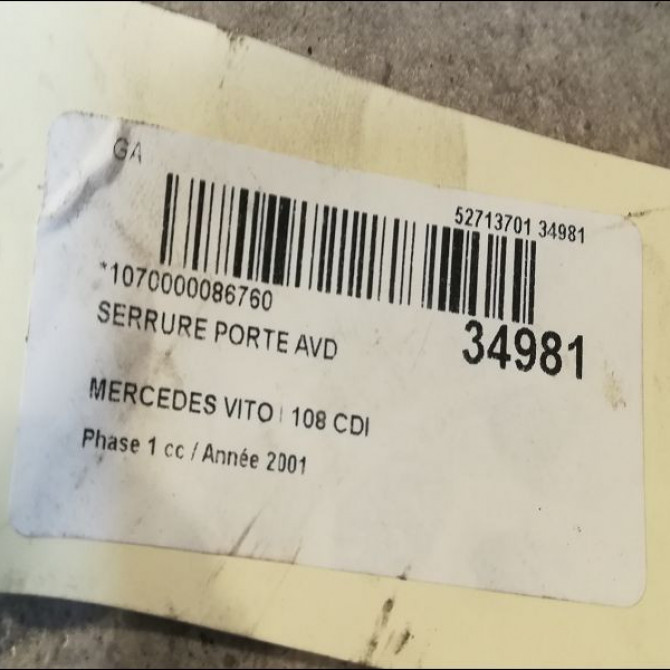 GA
52713701 34981
*1070000086760
34981
SERRURE PORTE AVD
MERCEDES VITO | 108 CDI
Phase 1 cc / Année 2001